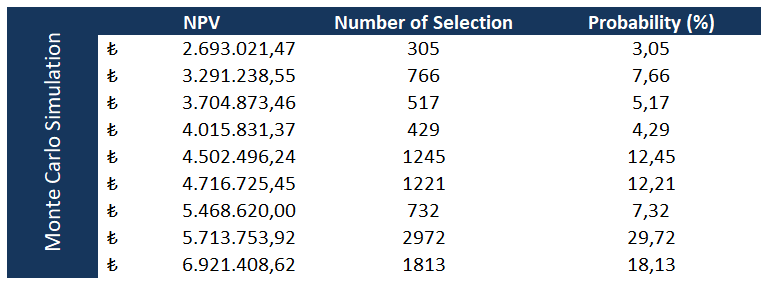 Monte Carlo Simulation
NPV Number of Selection Probability (%)
₺ 2.693.021,47 305 3,05
₺ 3.291.238,55 766 7,66
₺ 3.704.873,46 517 5,17
₺ 4.015.831,37 429 4,29
₺ 4.502.496,24 1245 12,45
₺ 4.716.725,45 1221 12,21
₺ 5.468.620,00 732 7,32
₺ 5.713.753,92 2972 29,72
₺ 6.921.408,62 1813 18,13